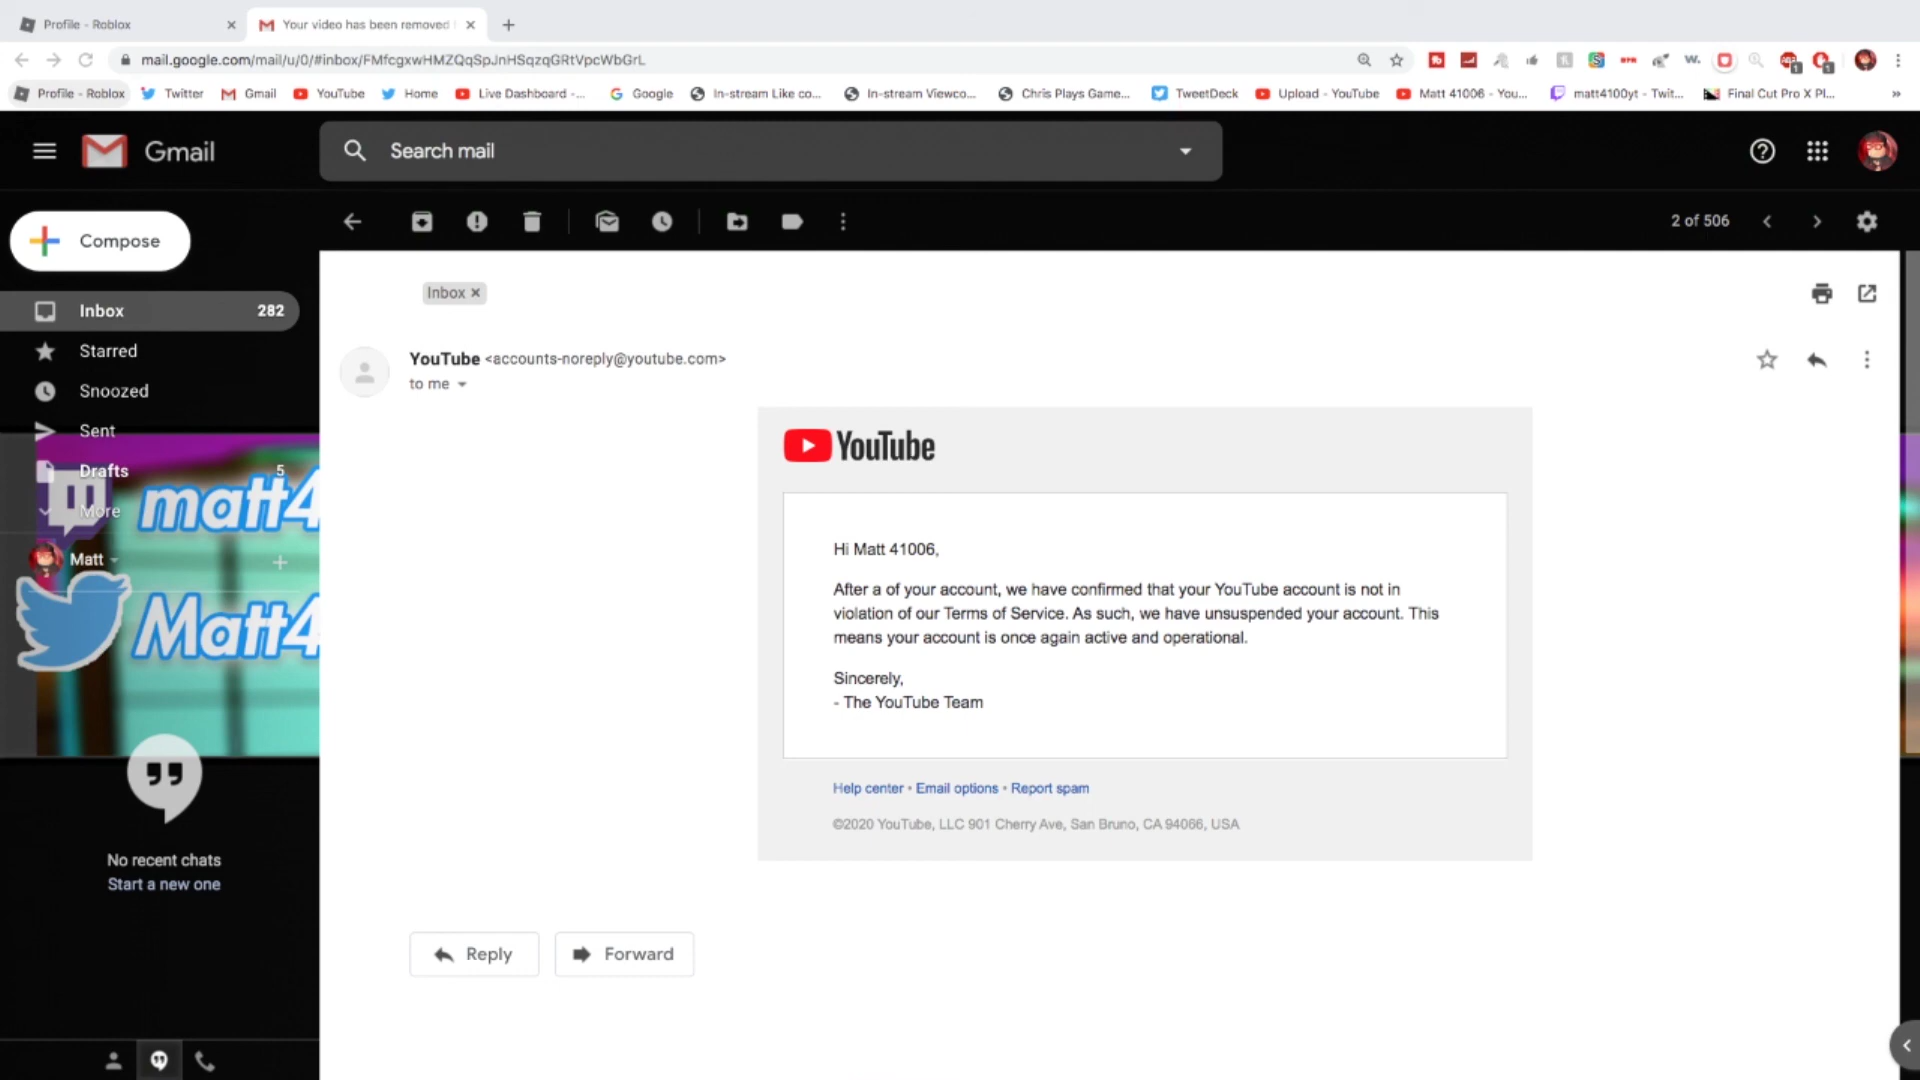 Profile - Roblox
Your video has been removed
mail.google.com/mail/u/0/#inbox/FMfcgxwHMZQqSpJnHSqzqGRtVpcWbGrL
Profile - Roblox Twitter Gmail YouTube Home Live Dashboard -... Google In-stream Like co... In-stream Viewco... Chris Plays Game... TweetDeck Upload - YouTube Matt 41006 - You... matt4100yt - Twit... Final Cut Pro X Pl... »
Gmail
Search mail
2 of 506
Compose
Inbox 282
Starred
Snoozed
Sent
Drafts 5
More
matt4
Matt
Matt4
No recent chats
Start a new one
Inbox
YouTube <accounts-noreply@youtube.com>
to me
YouTube
Hi Matt 41006,
After a of your account, we have confirmed that your YouTube account is not in
violation of our Terms of Service. As such, we have unsuspended your account. This
means your account is once again active and operational.
Sincerely,
- The YouTube Team
Help center • Email options • Report spam
©2020 YouTube, LLC 901 Cherry Ave, San Bruno, CA 94066, USA
Reply
Forward